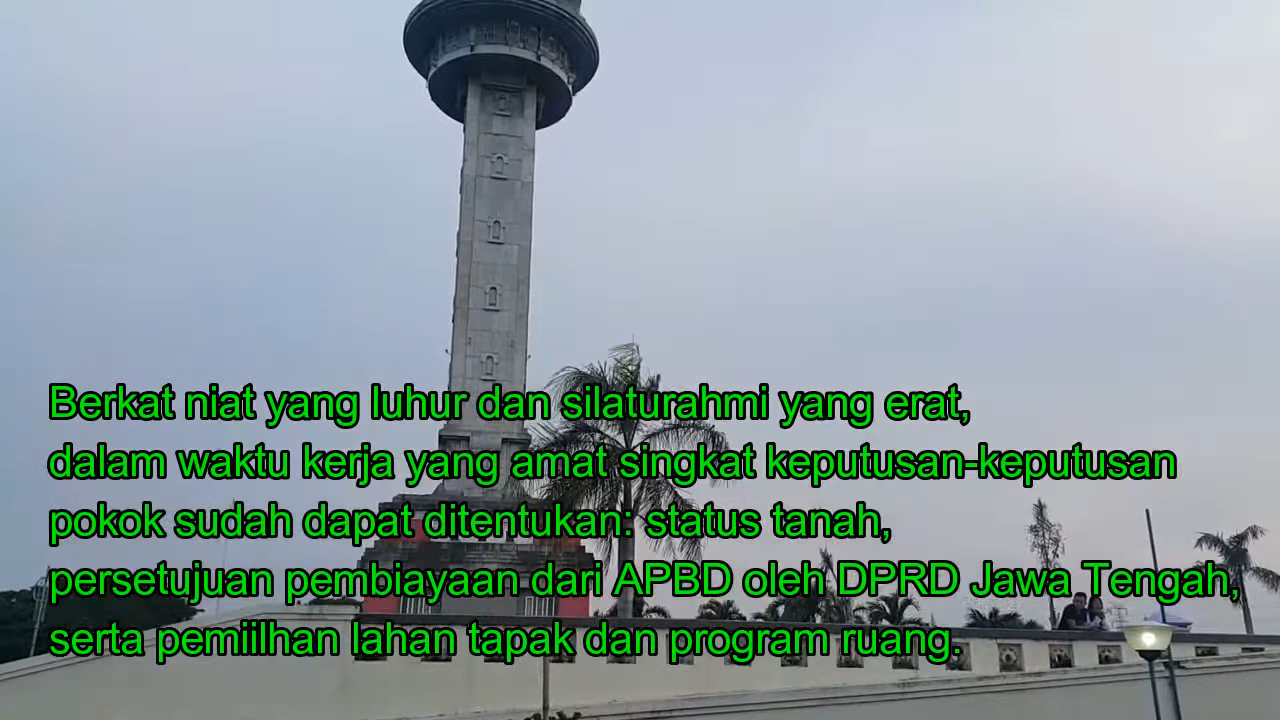 Berkat niat yang luhur dan silaturahmi yang erat,
dalam waktu kerja yang amat singkat keputusan-keputusan
pokok sudah dapat ditentukan: status tanah,
persetujuan pembiayaan dari APBD oleh DPRD Jawa Tengah,
serta pemiilhan lahan tapak dan program ruang.